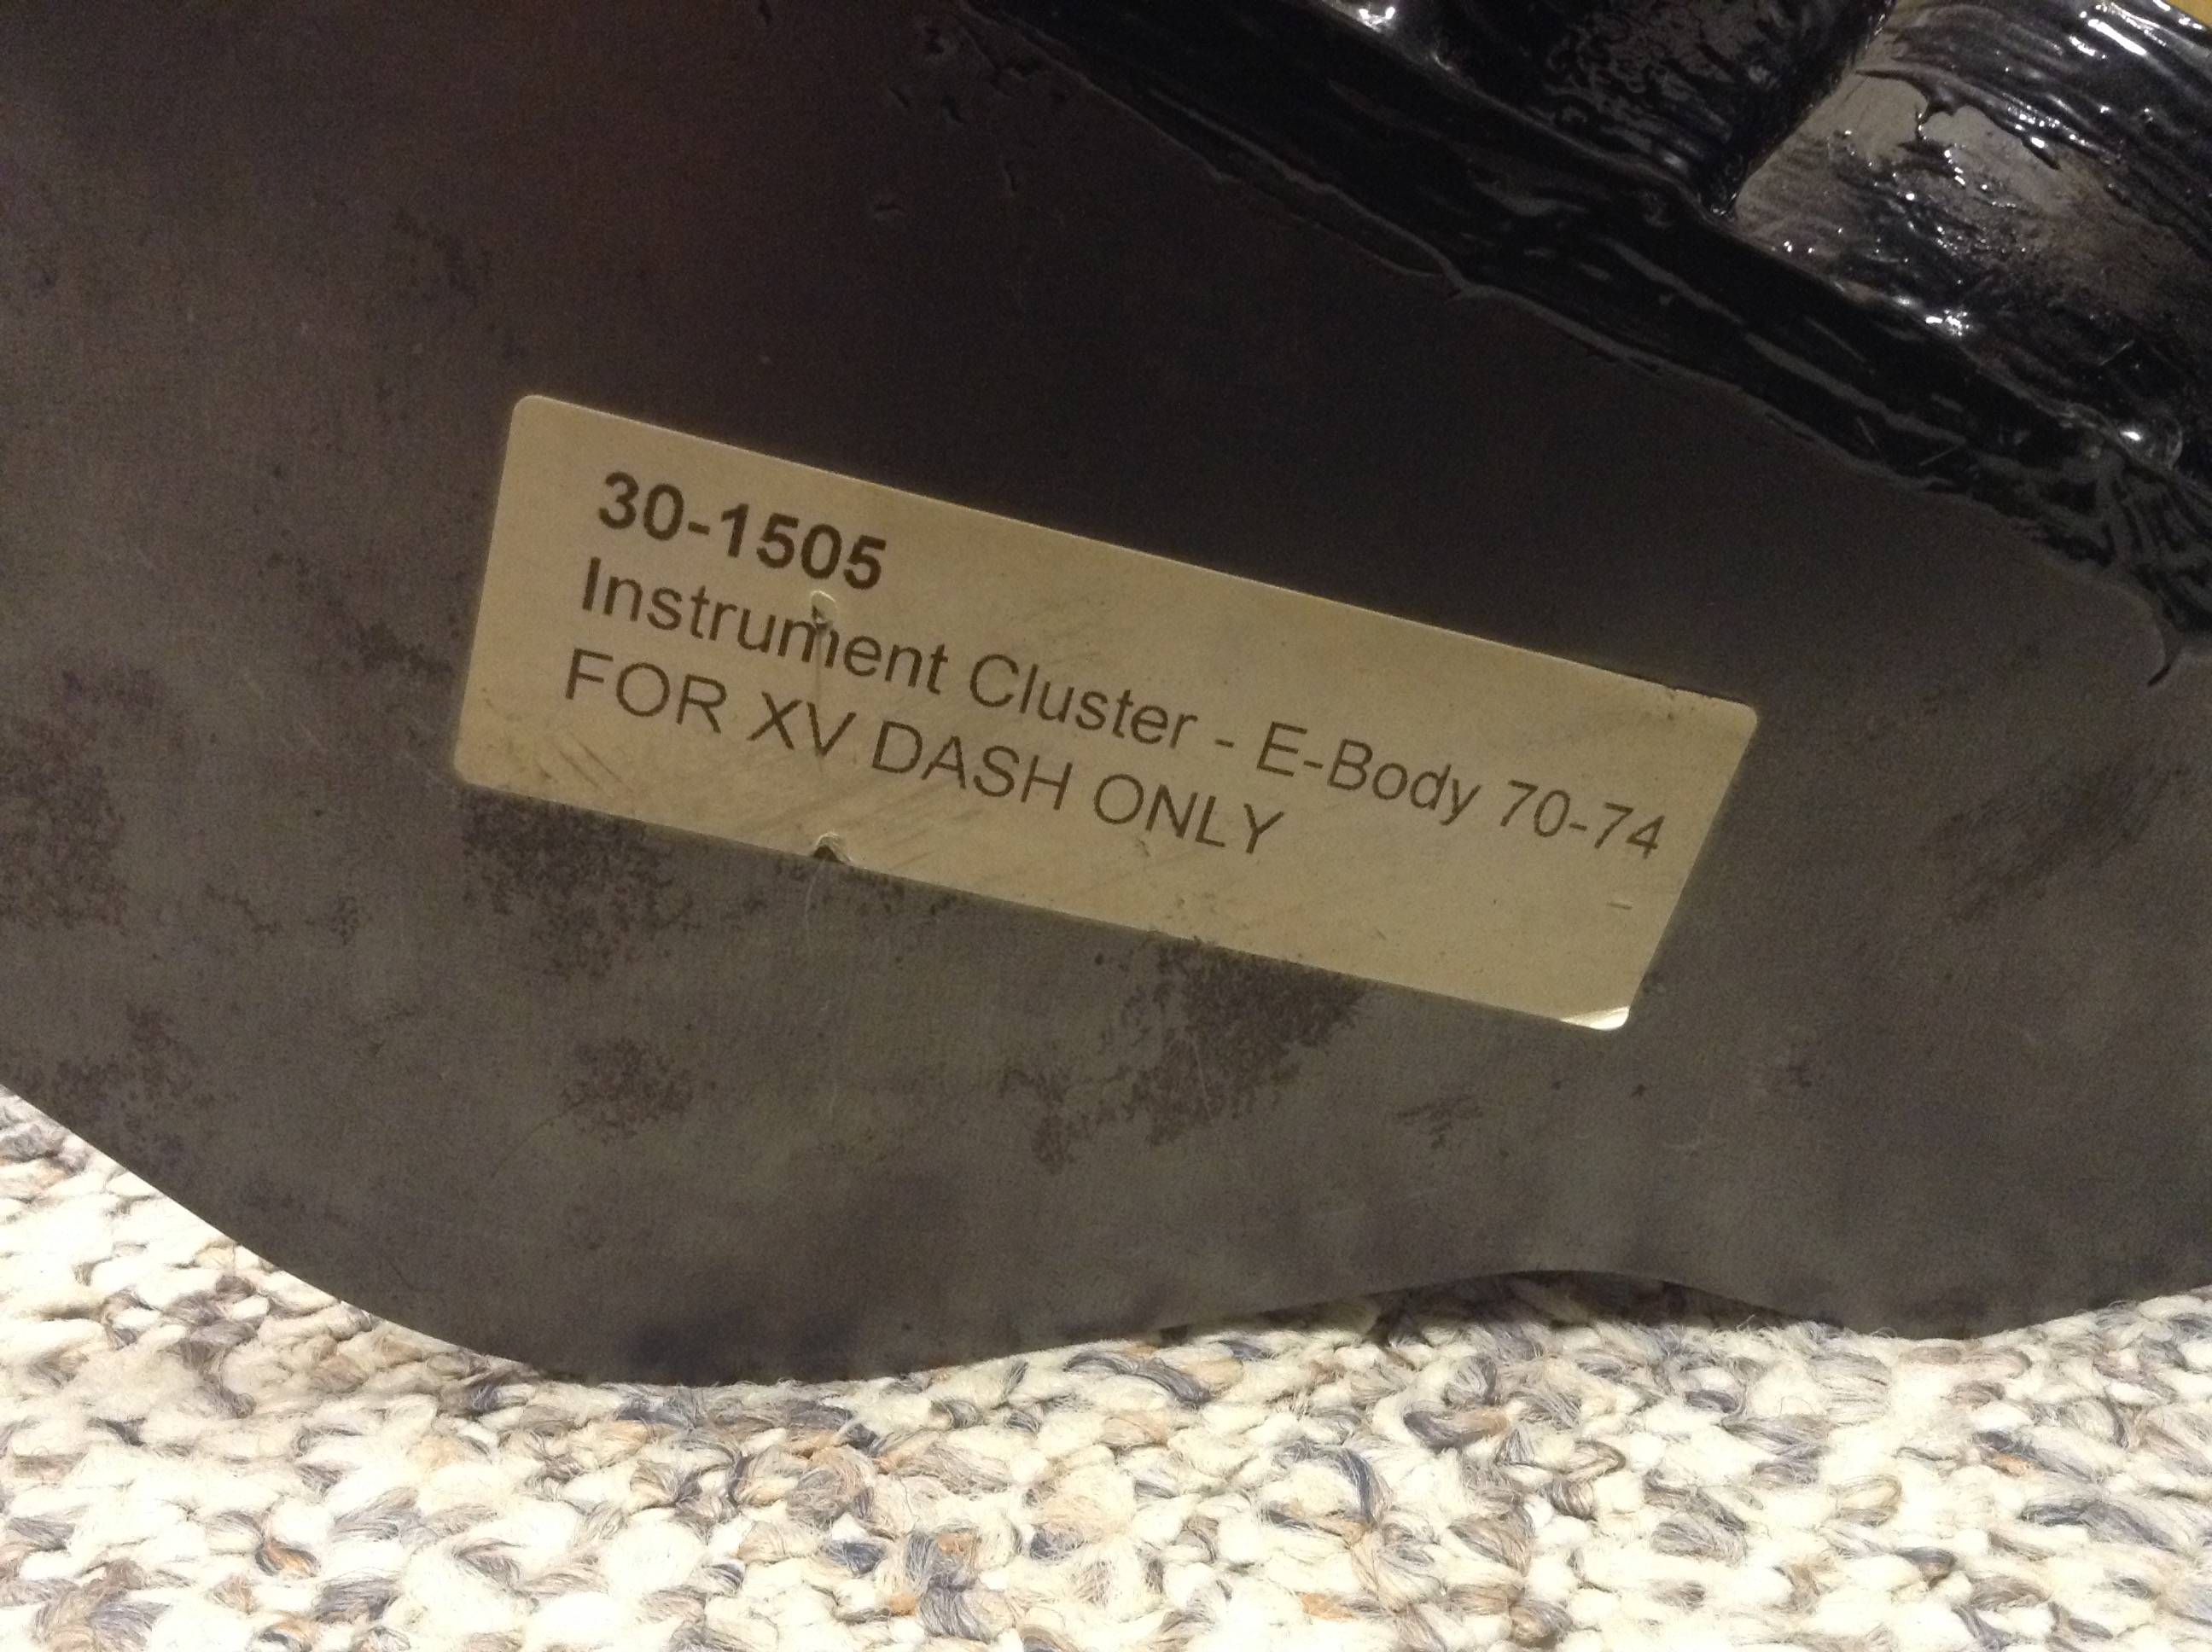 30-1505
Instrument Cluster - E-Body 70-74
FOR XV DASH ONLY